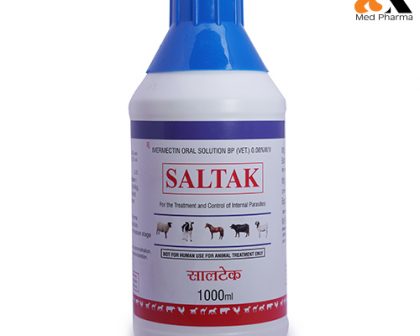 Med Pharma
IVERMECTIN ORAL SOLUTION BP (VET.) 0.08%W/V
SALTAK
For the Treatment and Control of Internal Parasites
NOT FOR HUMAN USE FOR ANIMAL TREATMENT ONLY
सालटेक
1000ml